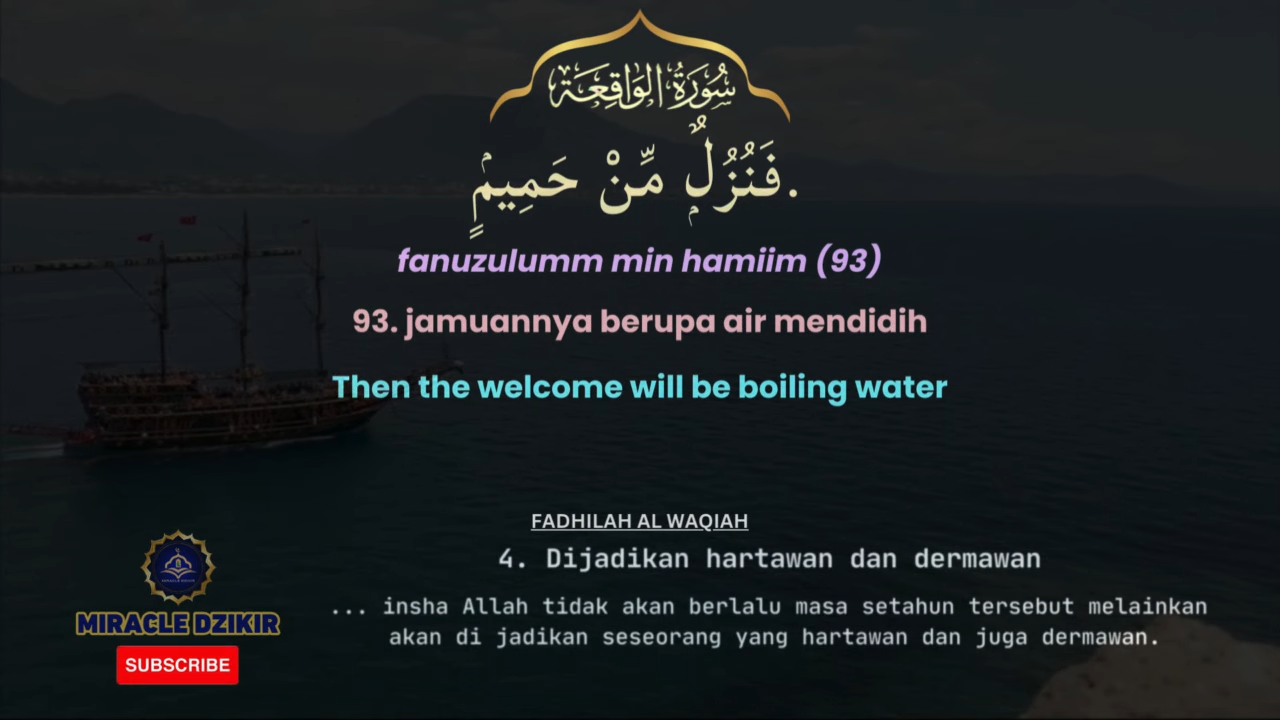 سُورَةُ الوَاقِعَة
فَنُزُلٌ مِّنْ حَمِيمٍ.
fanuzulumm min hamiim (93)
93. jamuannya berupa air mendidih
Then the welcome will be boiling water
FADHILAH AL WAQIAH
4. Dijadikan hartawan dan dermawan
... insha Allah tidak akan berlalu masa setahun tersebut melainkan
akan di jadikan seseorang yang hartawan dan juga dermawan.
MIRACLE DZIKIR
MIRACLE DZIKIR
SUBSCRIBE